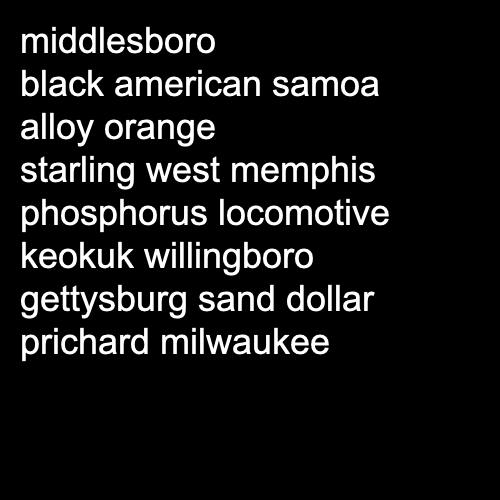 middlesboro
black american samoa
alloy orange
starling west memphis
phosphorus locomotive
keokuk willingboro
gettysburg sand dollar
prichard milwaukee